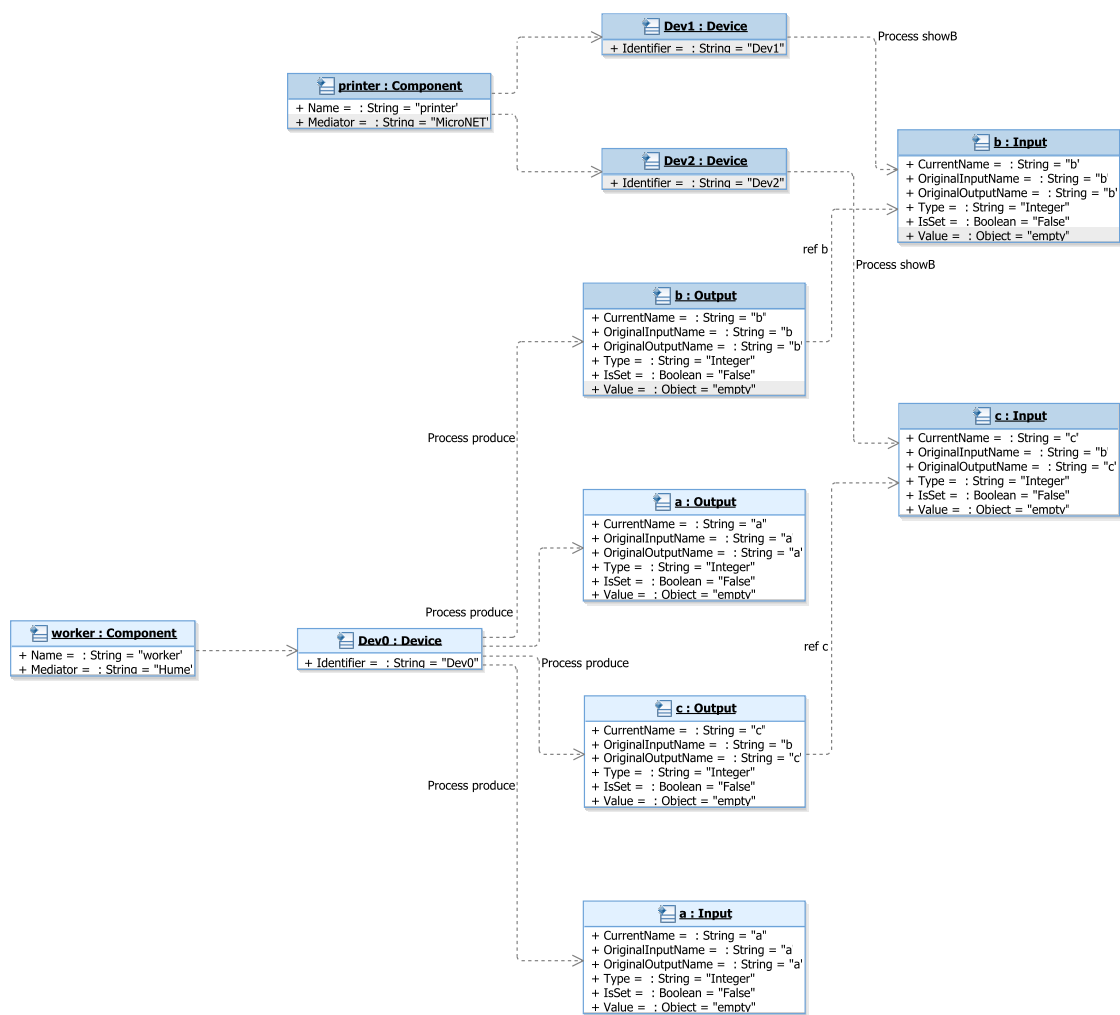 Dev1 : Device
+ Identifier = : String = "Dev1"
Process showB
printer : Component
+ Name = : String = "printer'
+ Mediator = : String = "MicroNET'
b : Input
+ CurrentName = : String = "b'
+ OriginalInputName = : String = "b
+ OriginalOutputName = : String = "b'
+ Type = : String = "Integer"
+ IsSet = : Boolean = "False"
+ Value = : Object = "empty"
Dev2 : Device
+ Identifier = : String = "Dev2"
ref b
Process showB
b : Output
+ CurrentName = : String = "b"
+ OriginalInputName = : String = "b
+ OriginalOutputName = : String = "b'
+ Type = : String = "Integer"
+ IsSet = : Boolean = "False"
+ Value = : Object = "empty"
c : Input
+ CurrentName = : String = "c'
+ OriginalInputName = : String = "b
+ OriginalOutputName = : String = "c'
+ Type = : String = "Integer"
+ IsSet = : Boolean = "False"
+ Value = : Object = "empty"
Process produce
a : Output
+ CurrentName = : String = "a"
+ OriginalInputName = : String = "a
+ OriginalOutputName = : String = "a'
+ Type = : String = "Integer"
+ IsSet = : Boolean = "False"
+ Value = : Object = "empty"
Process produce
worker : Component
+ Name = : String = "worker'
+ Mediator = : String = "Hume'
Dev0 : Device
+ Identifier = : String = "Dev0"
ref c
Process produce
c : Output
+ CurrentName = : String = "c"
+ OriginalInputName = : String = "b
+ OriginalOutputName = : String = "c'
+ Type = : String = "Integer"
+ IsSet = : Boolean = "False"
+ Value = : Object = "empty"
Process produce
a : Input
+ CurrentName = : String = "a"
+ OriginalInputName = : String = "a
+ OriginalOutputName = : String = "a'
+ Type = : String = "Integer"
+ IsSet = : Boolean = "False"
+ Value = : Object = "empty"